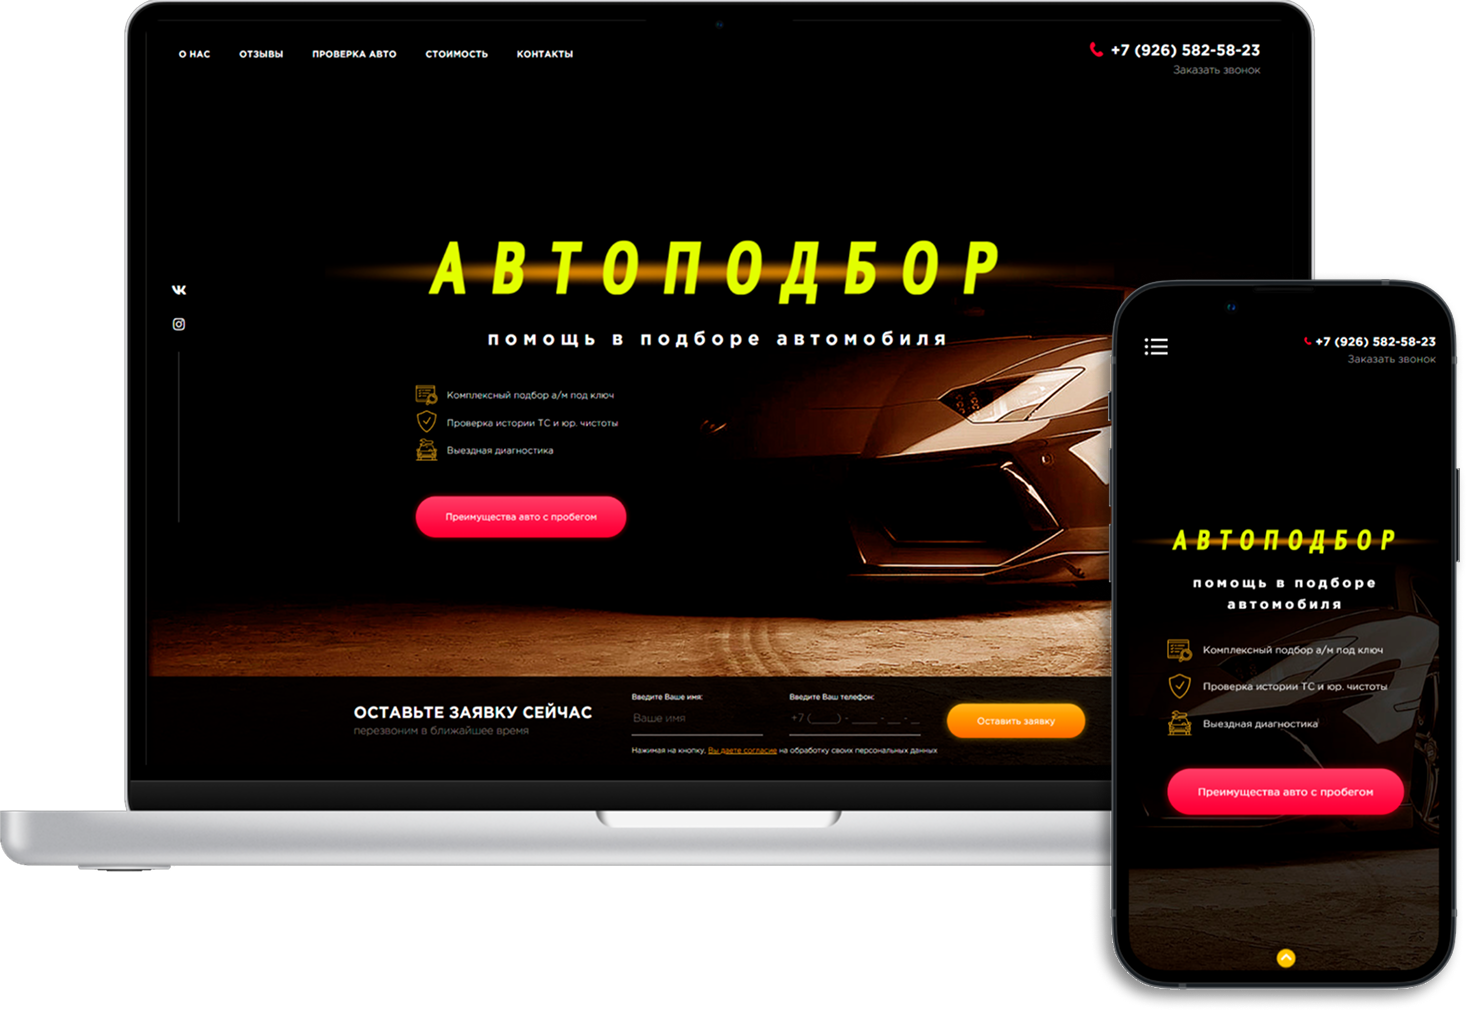 О НАС ОТЗЫВЫ ПРОВЕРКА АВТО СТОИМОСТЬ КОНТАКТЫ
+7 (926) 582-58-23
Заказать звонок
АВТОПОДБОР
помощь в подборе автомобиля
Комплексный подбор а/м под ключ
Проверка истории ТС и юр. чистоты
Выездная диагностика
Преимущества авто с пробегом
ОСТАВЬТЕ ЗАЯВКУ СЕЙЧАС
перезвоним в ближайшее время
Введите Ваше имя:
Ваше имя
Введите Ваш телефон:
+7 (___) - ___ - __ - __
Оставить заявку
Нажимая на кнопку, Вы даете согласие на обработку своих персональных данных
+7 (926) 582-58-23
Заказать звонок
АВТОПОДБОР
помощь в подборе
автомобиля
Комплексный подбор а/м под ключ
Проверка истории ТС и юр. чистоты
Выездная диагностика
Преимущества авто с пробегом